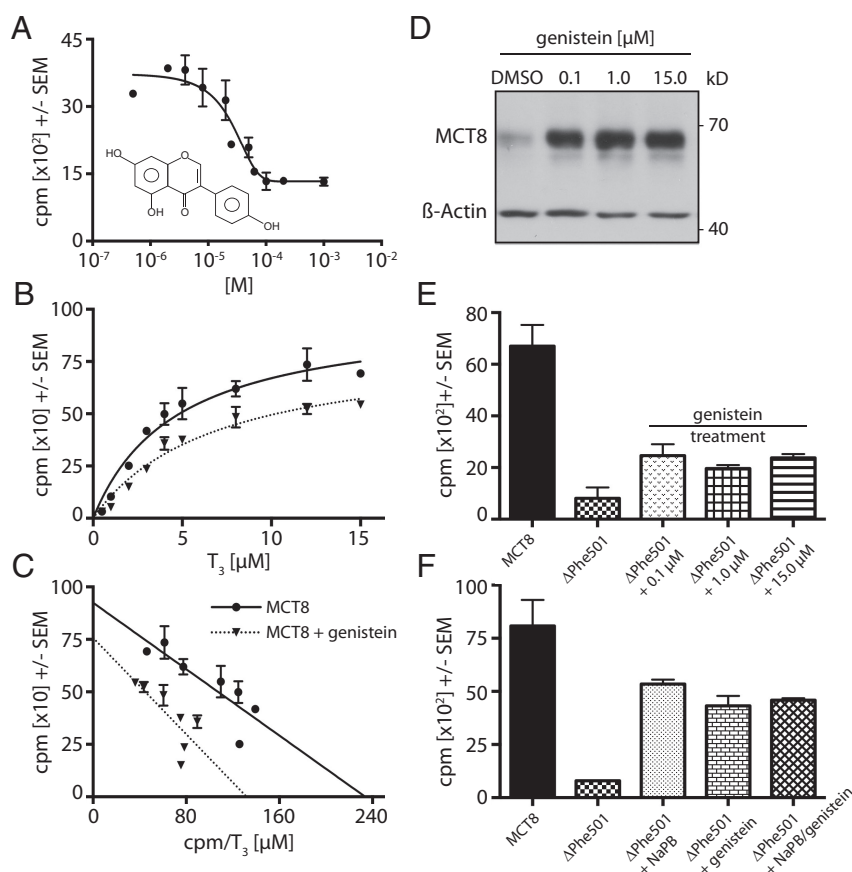 A
cpm [x10²] +/- SEM
45
30
15
0
10⁻⁷
10⁻⁶
10⁻⁵
10⁻⁴
10⁻³
10⁻²
[M]
HO
O
OH
O
OH
B
cpm [x10] +/- SEM
100
75
50
25
0
0
5
10
15
T₃ [µM]
C
cpm [x10] +/- SEM
100
75
50
25
0
MCT8
MCT8 + genistein
0
80
160
240
cpm/T₃ [µM]
D
genistein [µM]
DMSO 0.1 1.0 15.0 kD
MCT8
- 70
ß-Actin
- 40
E
cpm [x10²]+/- SEM
80
60
40
20
0
genistein
treatment
MCT8
ΔPhe501
ΔPhe501
+ 0.1 µM
ΔPhe501
+ 1.0 µM
ΔPhe501
+ 15.0 µM
F
cpm [x10²] +/- SEM
100
75
50
25
0
MCT8
ΔPhe501
ΔPhe501
+ NaPB
ΔPhe501
+ genistein
ΔPhe501
+ NaPB/genistein